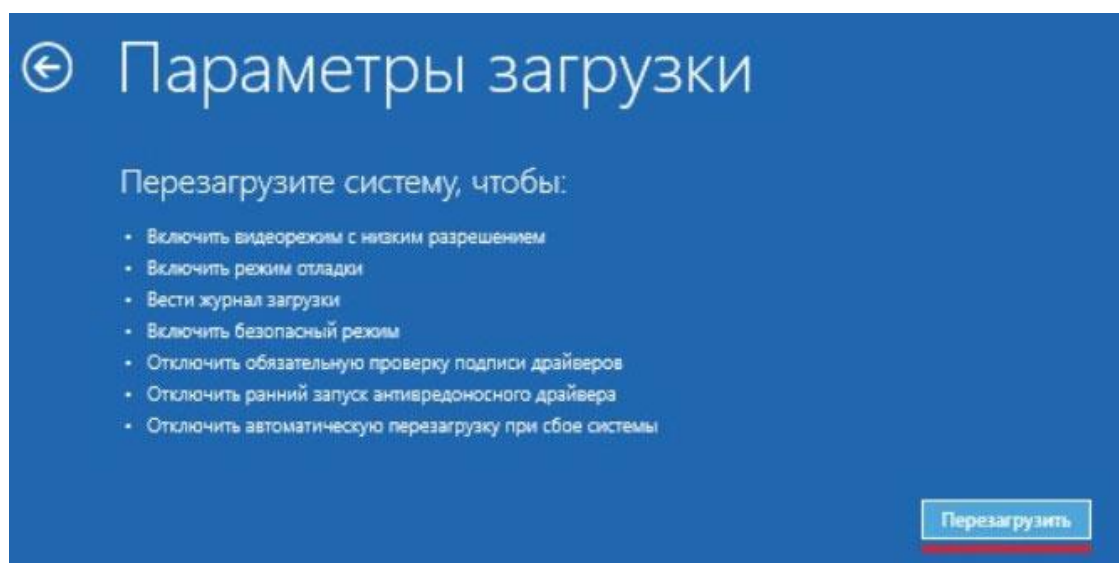 Параметры загрузки
Перезагрузите систему, чтобы:
• Включить видеорежим с низким разрешением
• Включить режим отладки
• Вести журнал загрузки
• Включить безопасный режим
• Отключить обязательную проверку подписи драйверов
• Отключить ранний запуск антивредоносного драйвера
• Отключить автоматическую перезагрузку при сбое системы
Перезагрузить